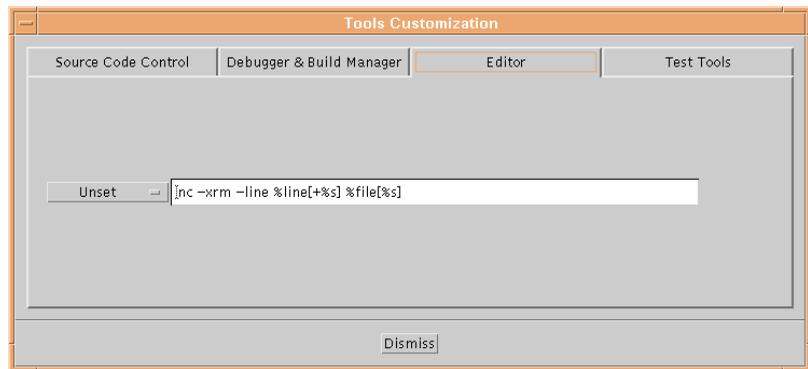 Tools Customization
Source Code Control Debugger & Build Manager Editor Test Tools
Unset nc –xrm –line %line[+%s] %file[%s]
Dismiss